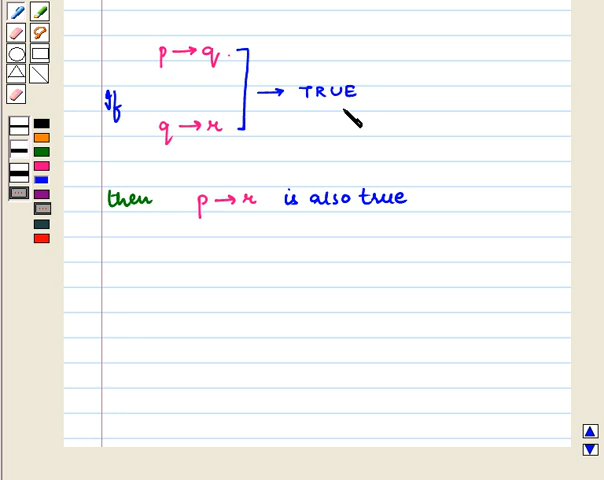 p → q
If
→ TRUE
q → r
then p → r is also true